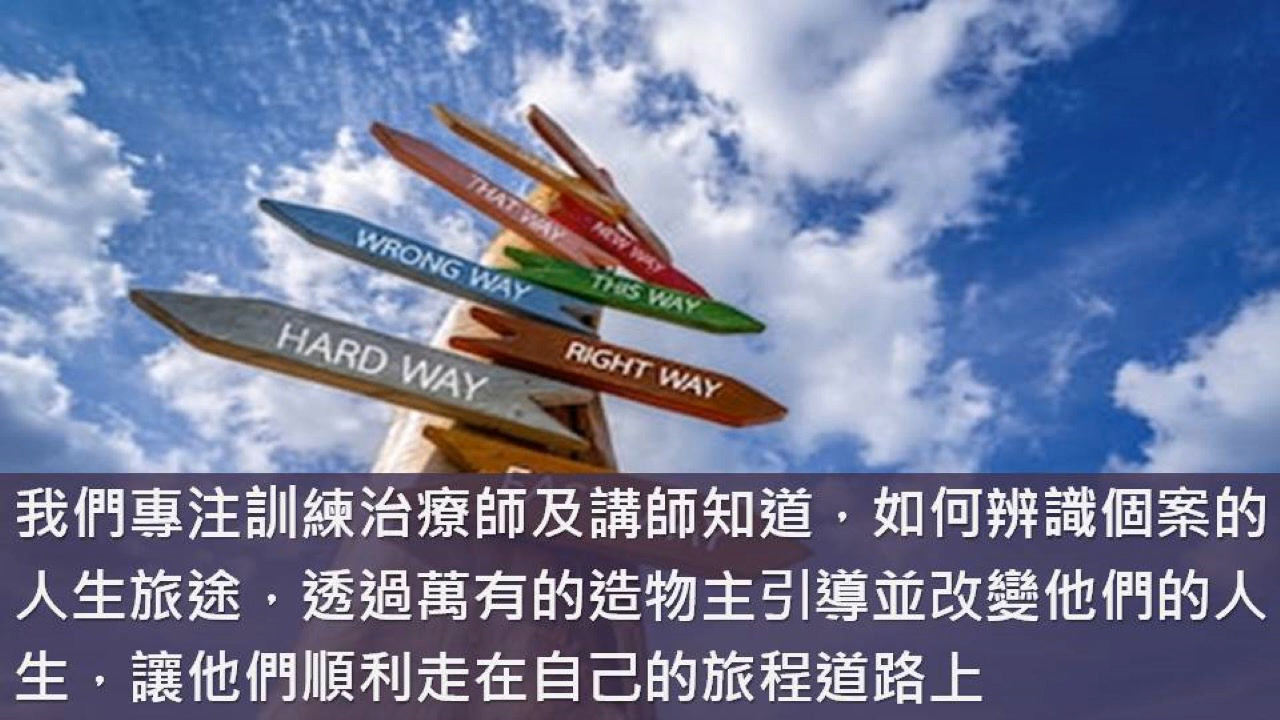 THAT WAY
NEW WAY
WRONG WAY
THIS WAY
HARD WAY
RIGHT WAY
我們專注訓練治療師及講師知道，如何辨識個案的
人生旅途，透過萬有的造物主引導並改變他們的人
生，讓他們順利走在自己的旅程道路上